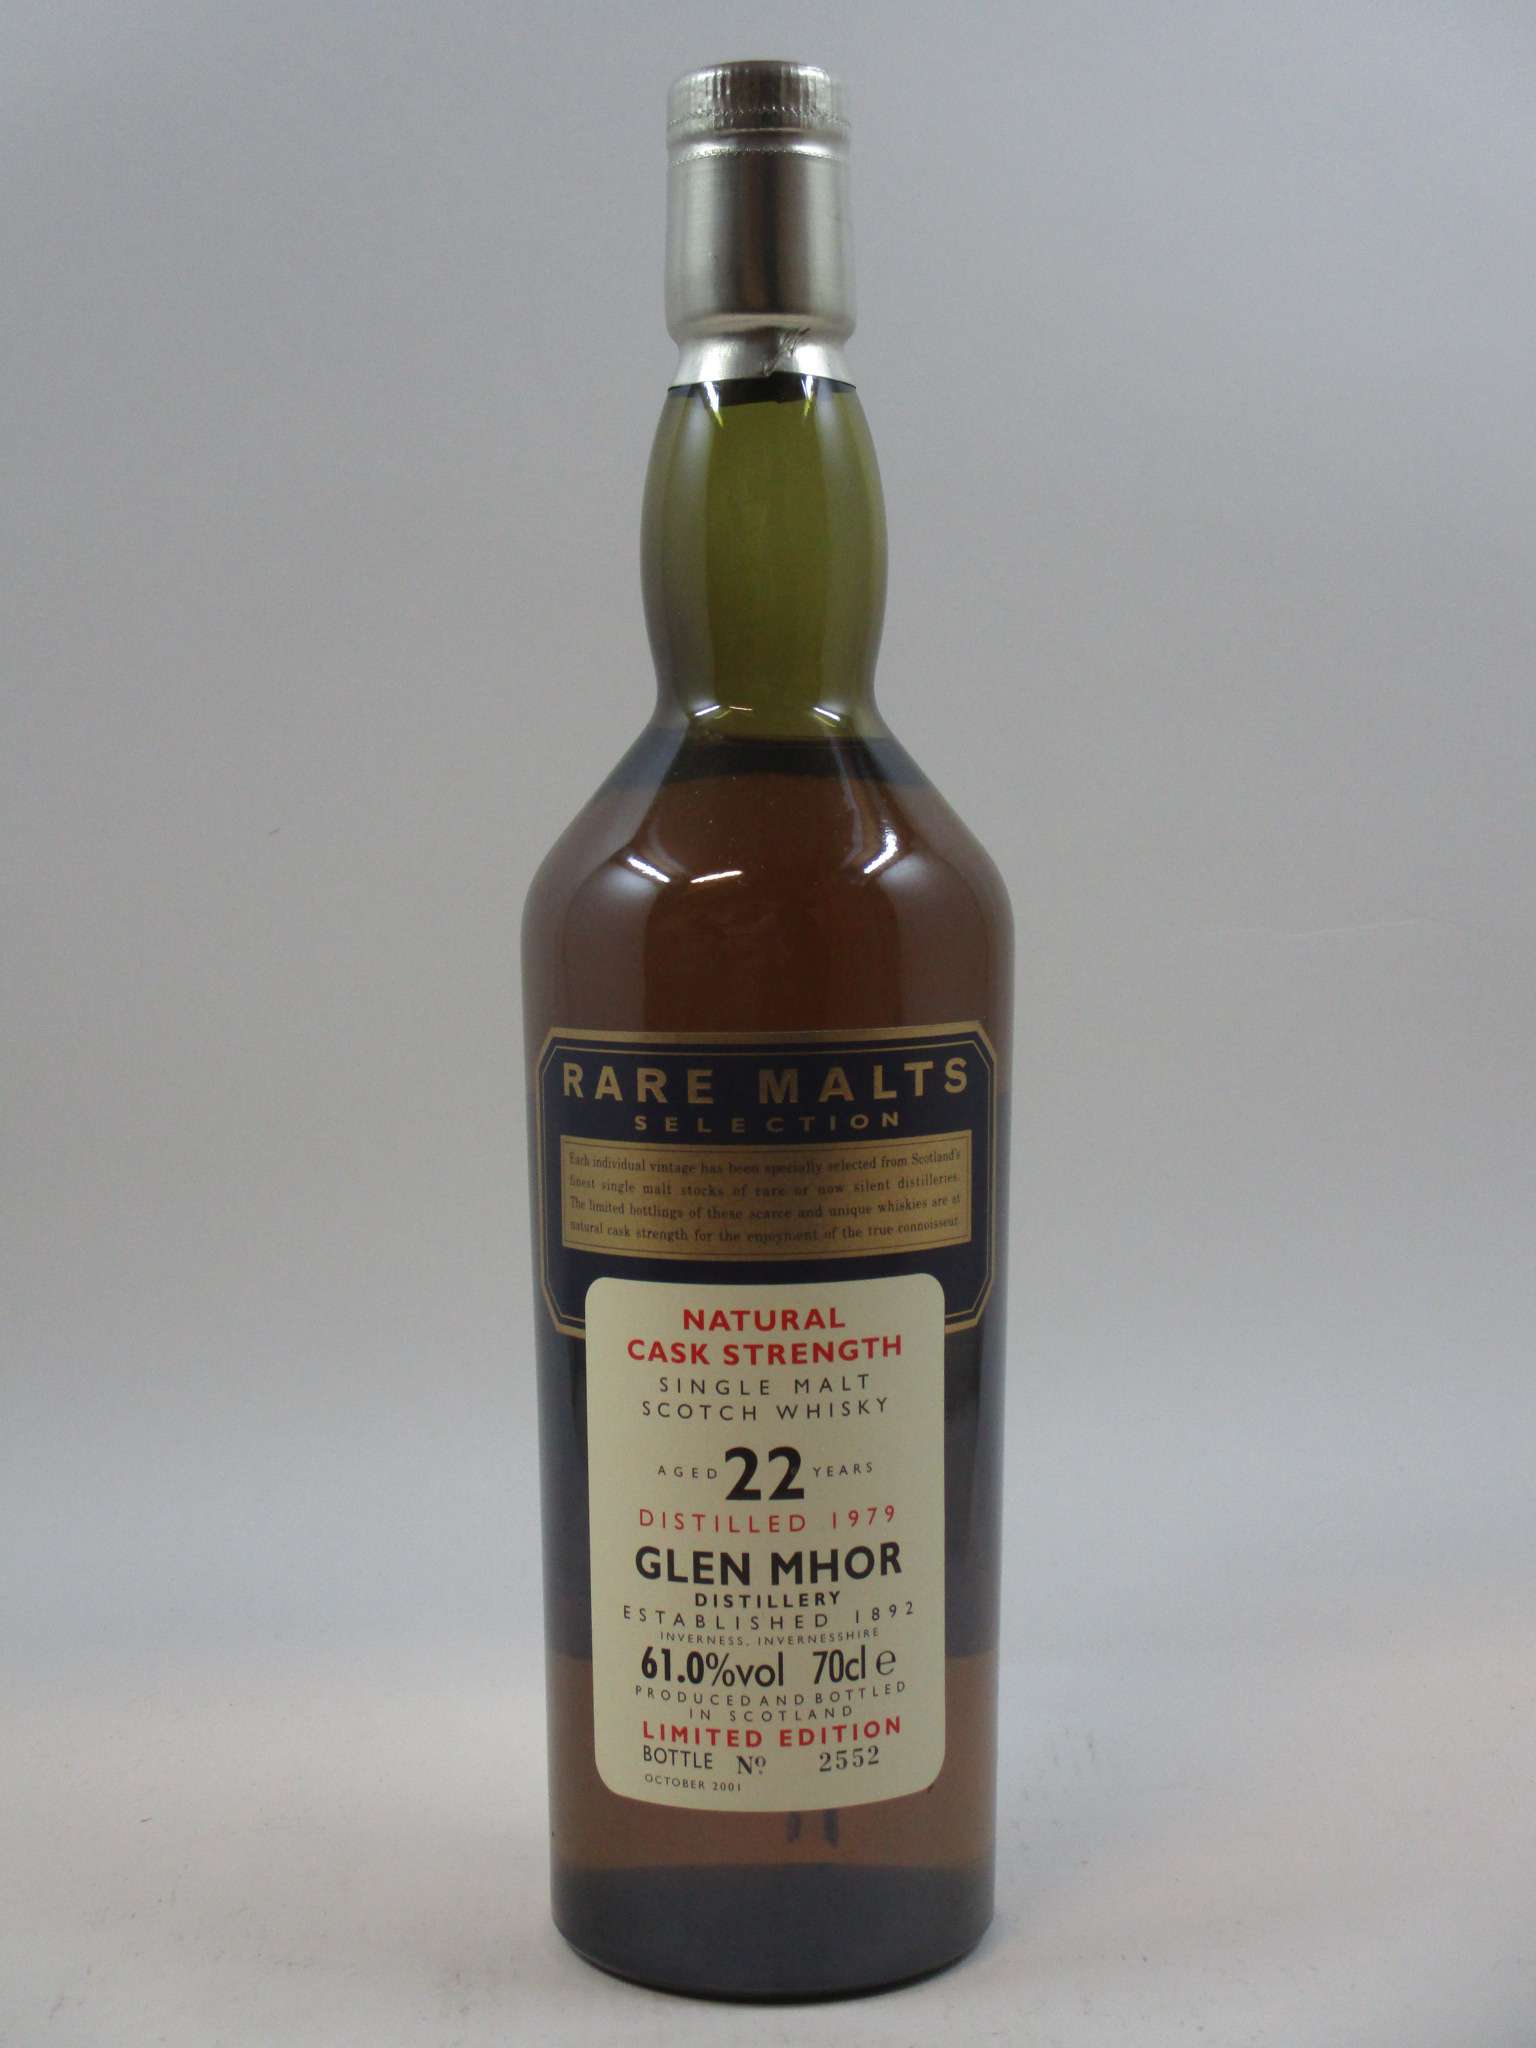 RARE MALTS
SELECTION
Each individual vintage has been specially selected from Scotland's
finest single malt stocks of rare or now silent distilleries.
The limited bottlings of these scarce and unique whiskies are at
natural cask strength for the enjoyment of the true connoisseur.
NATURAL
CASK STRENGTH
SINGLE MALT
SCOTCH WHISKY
AGED 22 YEARS
DISTILLED 1979
GLEN MHOR
DISTILLERY
ESTABLISHED 1892
INVERNESS, INVERNESSHIRE
61.0%vol 70cl e
PRODUCED AND BOTTLED
IN SCOTLAND
LIMITED EDITION
BOTTLE Nº 2552
OCTOBER 2001